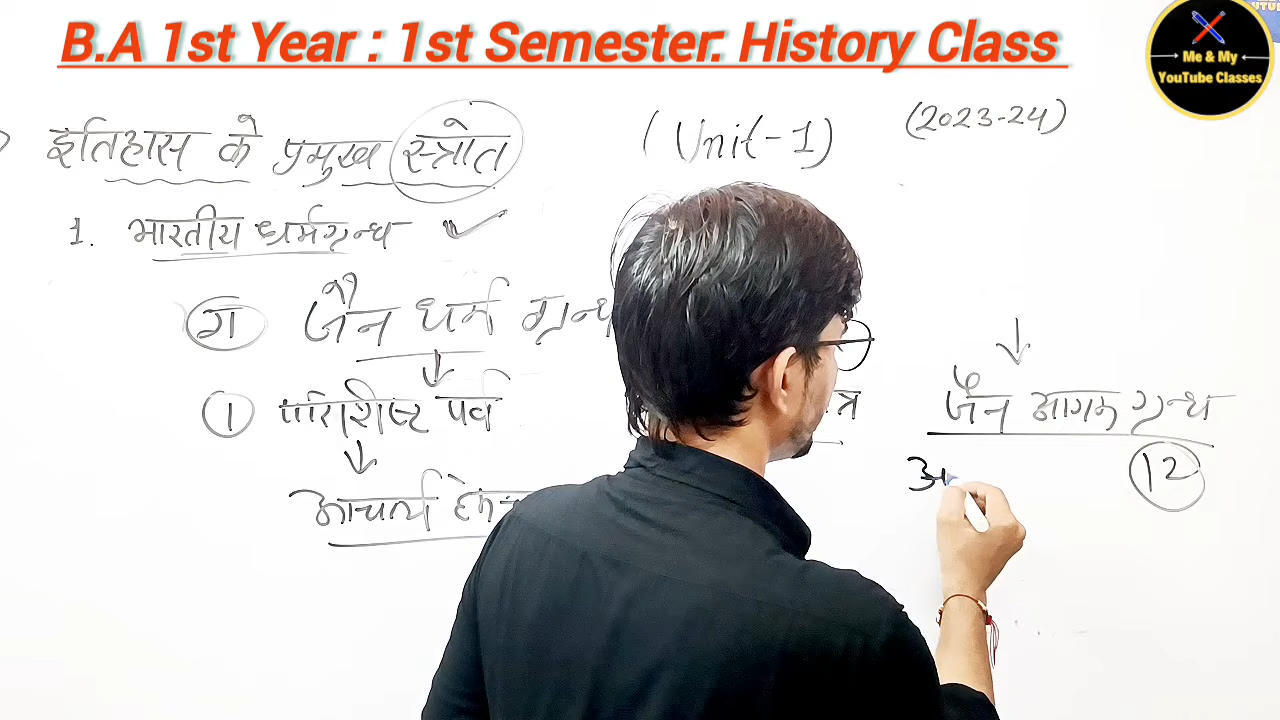 B.A 1st Year : 1st Semester: History Class
Me & My
YouTube Classes
इतिहास के प्रमुख स्त्रोत (Unit-1) (2023-24)
1. भारतीय धर्मग्रन्थ
ग जैन धर्म ग्रन्थ
1 परिशिष्ट पर्व
जैन आगम ग्रन्थ
आचार्य
12